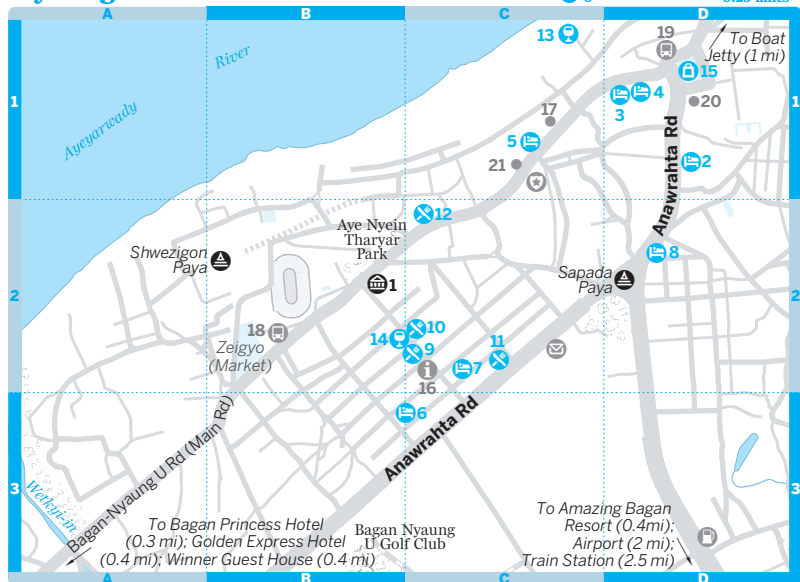 A
B
C
D
River
Ayeyarwady
13
19
To Boat
Jetty (1 mi)
15
1
1
3
4
20
17
5
21
2
Anawrahta Rd
12
Aye Nyein
Tharyar
Park
Shwezigon
Paya
8
Sapada
Paya
2
2
1
18
Zeigyo
(Market)
14
10
9
11
7
16
6
Anawrahta Rd
Bagan-Nyaung U Rd (Main Rd)
3
3
Wetkyi-in
To Bagan Princess Hotel
(0.3 mi); Golden Express Hotel
(0.4 mi); Winner Guest House (0.4 mi)
Bagan Nyaung
U Golf Club
To Amazing Bagan
Resort (0.4mi);
Airport (2 mi);
Train Station (2.5 mi)
A
B
C
D